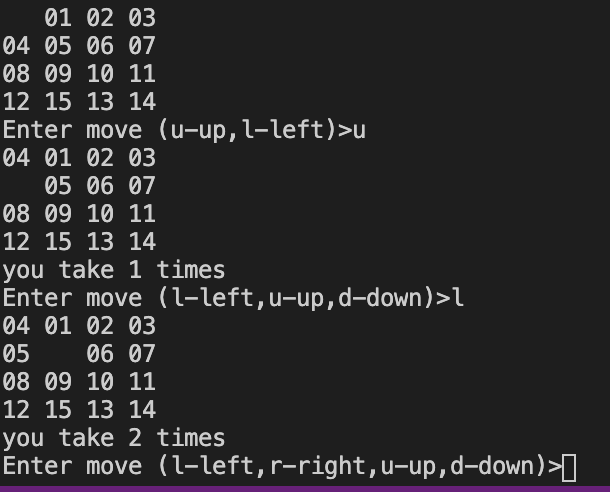 01 02 03
04 05 06 07
08 09 10 11
12 15 13 14
Enter move (u-up,l-left)>u
04 01 02 03
   05 06 07
08 09 10 11
12 15 13 14
you take 1 times
Enter move (l-left,u-up,d-down)>l
04 01 02 03
05    06 07
08 09 10 11
12 15 13 14
you take 2 times
Enter move (l-left,r-right,u-up,d-down)>